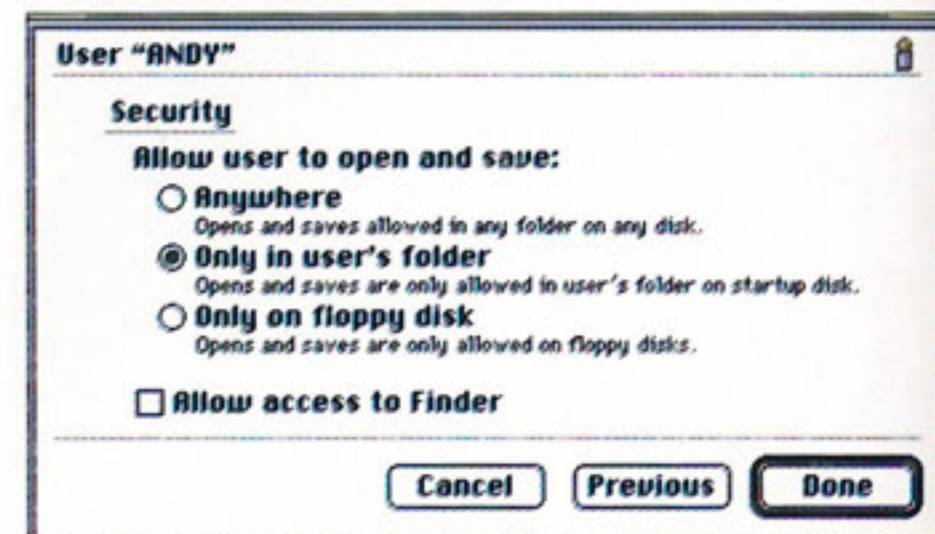 User “ANDY”
Security
Allow user to open and save:
Anywhere
Opens and saves allowed in any folder on any disk.
Only in user's folder
Opens and saves are only allowed in user's folder on startup disk.
Only on floppy disk
Opens and saves are only allowed on floppy disks.
Allow access to Finder
Cancel Previous Done